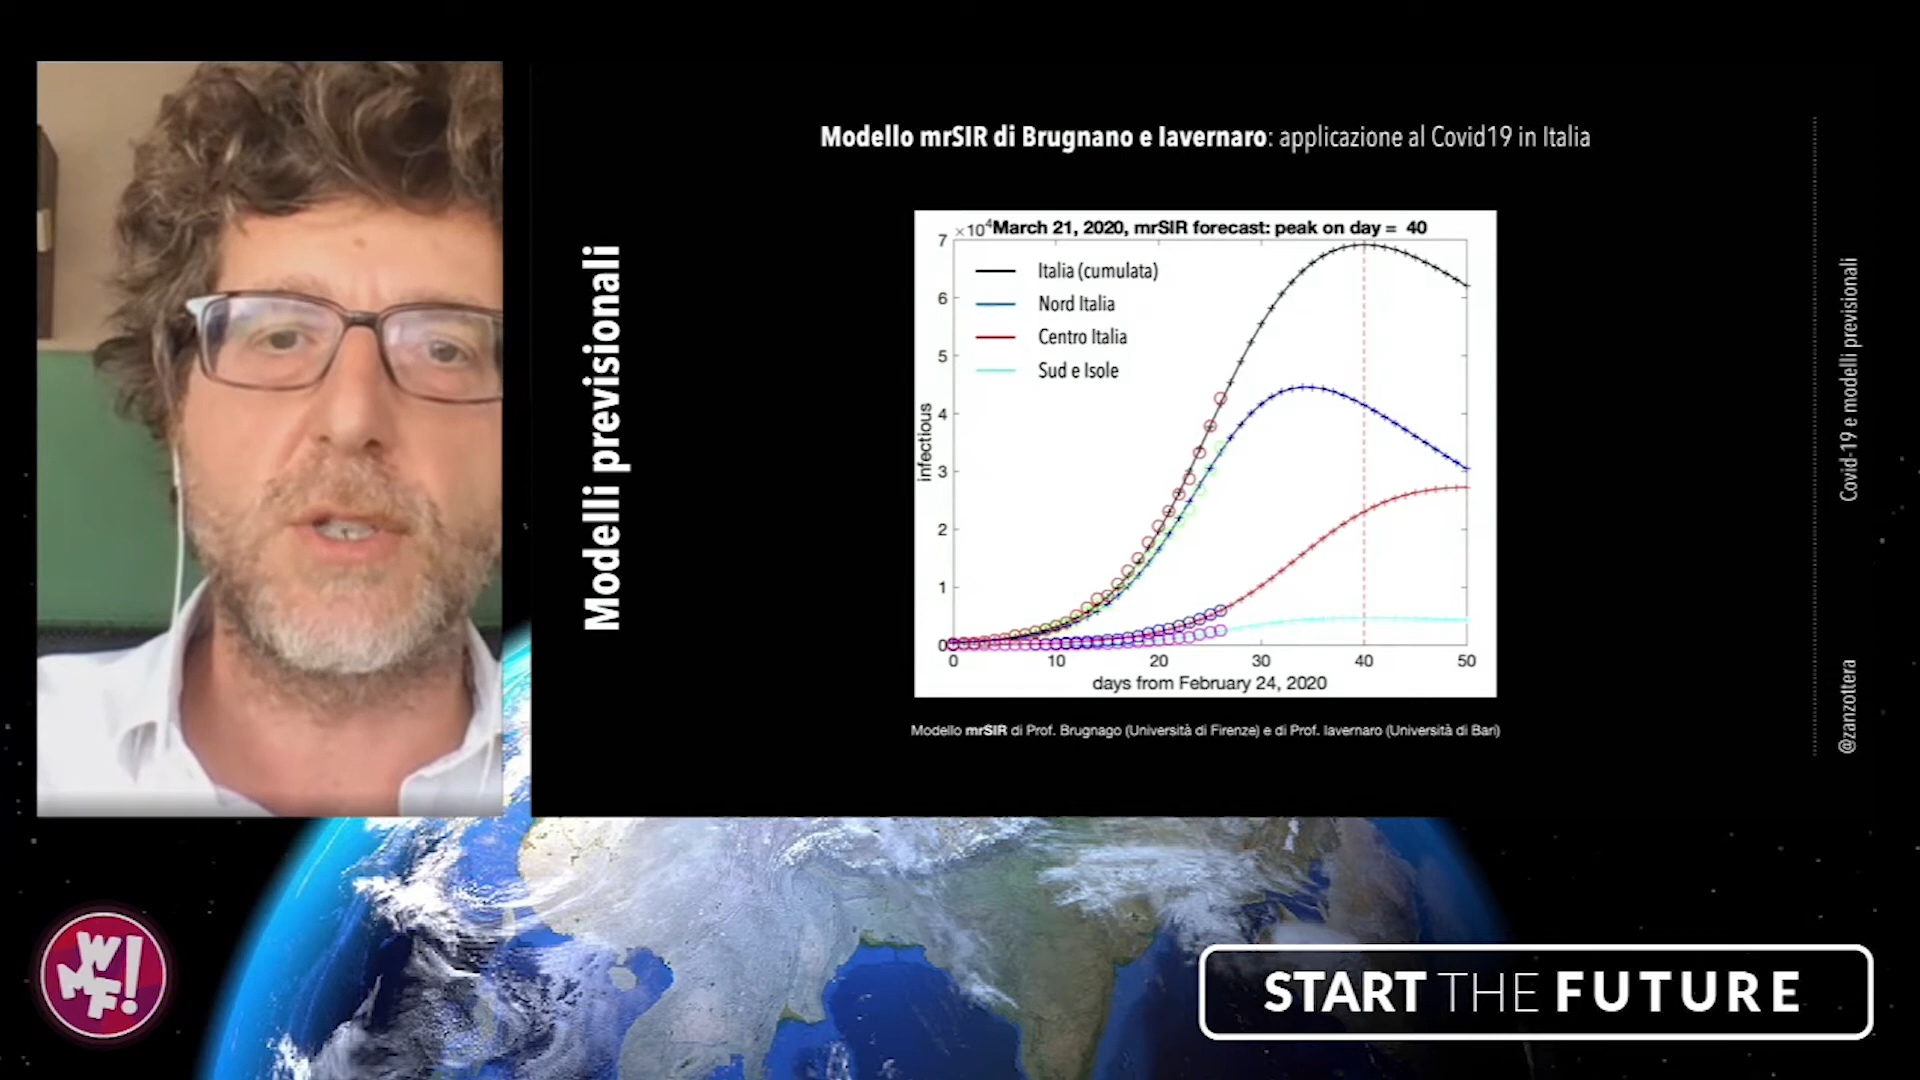 Modello mrSIR di Brugnano e Iavernaro: applicazione al Covid19 in Italia
Modelli previsionali
×10⁴
March 21, 2020, mrSIR forecast: peak on day = 40
Italia (cumulata)
Nord Italia
Centro Italia
Sud e Isole
infectious
7
6
5
4
3
2
1
0
0 10 20 30 40 50
days from February 24, 2020
Modello mrSIR di Prof. Brugnago (Università di Firenze) e di Prof. Iavernaro (Università di Bari)
Covid-19 e modelli previsionali
@zanzottera
WMF!
START THE FUTURE